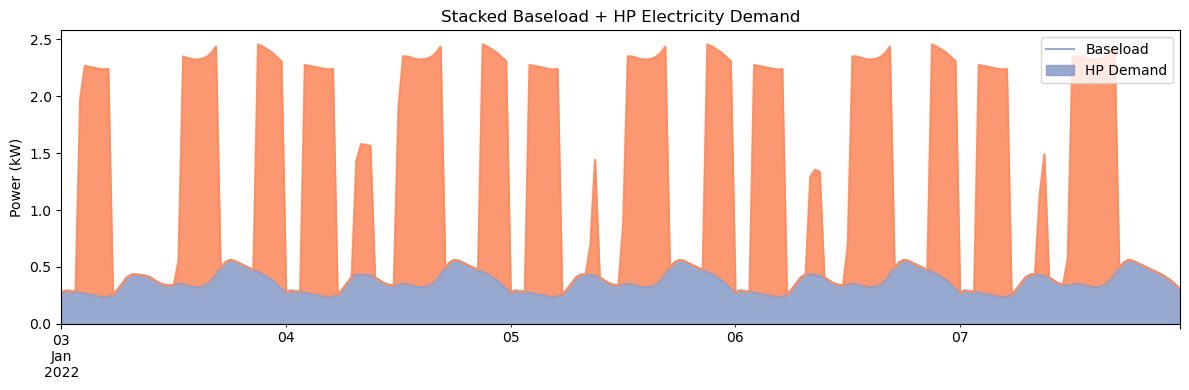 Stacked Baseload + HP Electricity Demand
Power (kW)
2.5
2.0
1.5
1.0
0.5
0.0
Baseload
HP Demand
03
Jan
2022
04
05
06
07